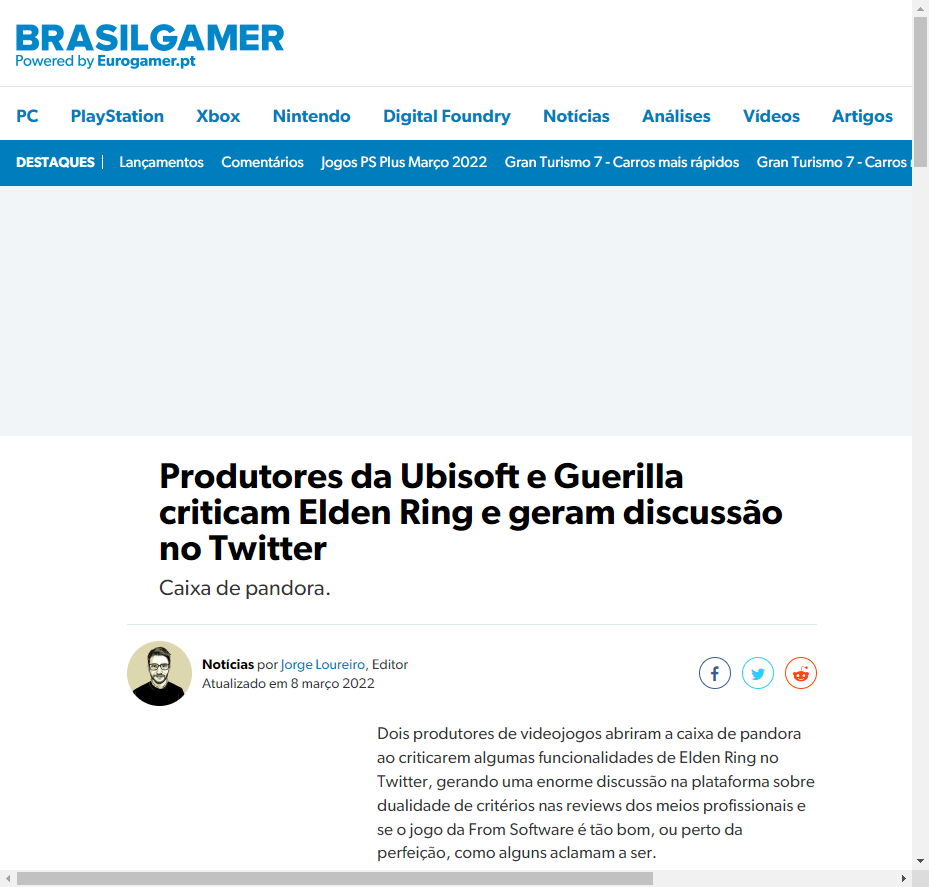 BRASILGAMER
Powered by Eurogamer.pt
PC PlayStation Xbox Nintendo Digital Foundry Notícias Análises Vídeos Artigos
DESTAQUES Lançamentos Comentários Jogos PS Plus Março 2022 Gran Turismo 7 - Carros mais rápidos Gran Turismo 7 - Carros
Produtores da Ubisoft e Guerilla
criticam Elden Ring e geram discussão
no Twitter
Caixa de pandora.
Notícias por Jorge Loureiro, Editor
Atualizado em 8 março 2022
Dois produtores de videojogos abriram a caixa de pandora
ao criticarem algumas funcionalidades de Elden Ring no
Twitter, gerando uma enorme discussão na plataforma sobre
dualidade de critérios nas reviews dos meios profissionais e
se o jogo da From Software é tão bom, ou perto da
perfeição, como alguns aclamam a ser.